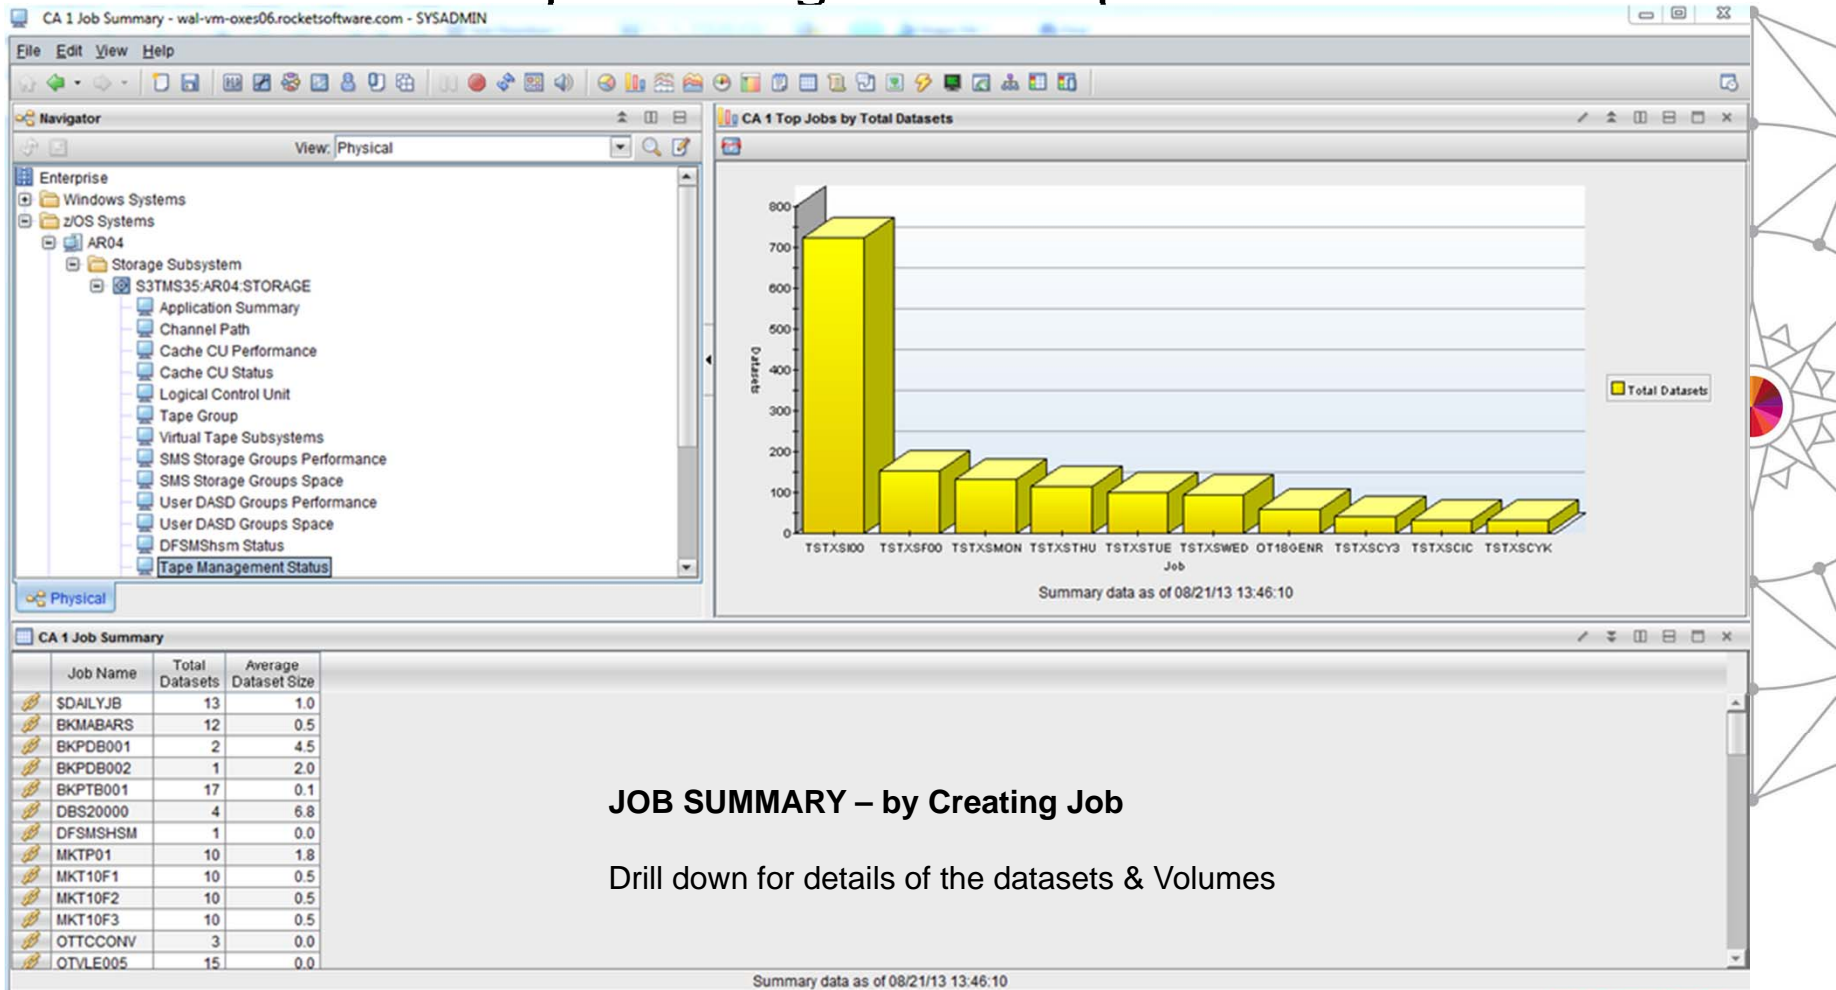 CA 1 Job Summary - wal-vm-oxes06.rocketsoftware.com - SYSADMIN
File Edit View Help
Navigator
View: Physical
Enterprise
Windows Systems
z/OS Systems
AR04
Storage Subsystem
S3TMS35:AR04:STORAGE
Application Summary
Channel Path
Cache CU Performance
Cache CU Status
Logical Control Unit
Tape Group
Virtual Tape Subsystems
SMS Storage Groups Performance
SMS Storage Groups Space
User DASD Groups Performance
User DASD Groups Space
DFSMShsm Status
Tape Management Status
Physical
CA 1 Top Jobs by Total Datasets
800
700
600
500
400
300
200
100
0
Datasets
TSTXSI00 TSTXSF00 TSTXSMON TSTXSTHU TSTXSTUE TSTXSWED OT18GENR TSTXSCY3 TSTXSCIC TSTXSCYK
Job
Total Datasets
Summary data as of 08/21/13 13:46:10
CA 1 Job Summary
Job Name Total Datasets Average Dataset Size
$DAILYJB 13 1.0
BKMABARS 12 0.5
BKPDB001 2 4.5
BKPDB002 1 2.0
BKPTB001 17 0.1
DBS20000 4 6.8
DFSMSHSM 1 0.0
MKTP01 10 1.8
MKT10F1 10 0.5
MKT10F2 10 0.5
MKT10F3 10 0.5
OTTCCONV 3 0.0
OTVLE005 15 0.0
JOB SUMMARY – by Creating Job
Drill down for details of the datasets & Volumes
Summary data as of 08/21/13 13:46:10